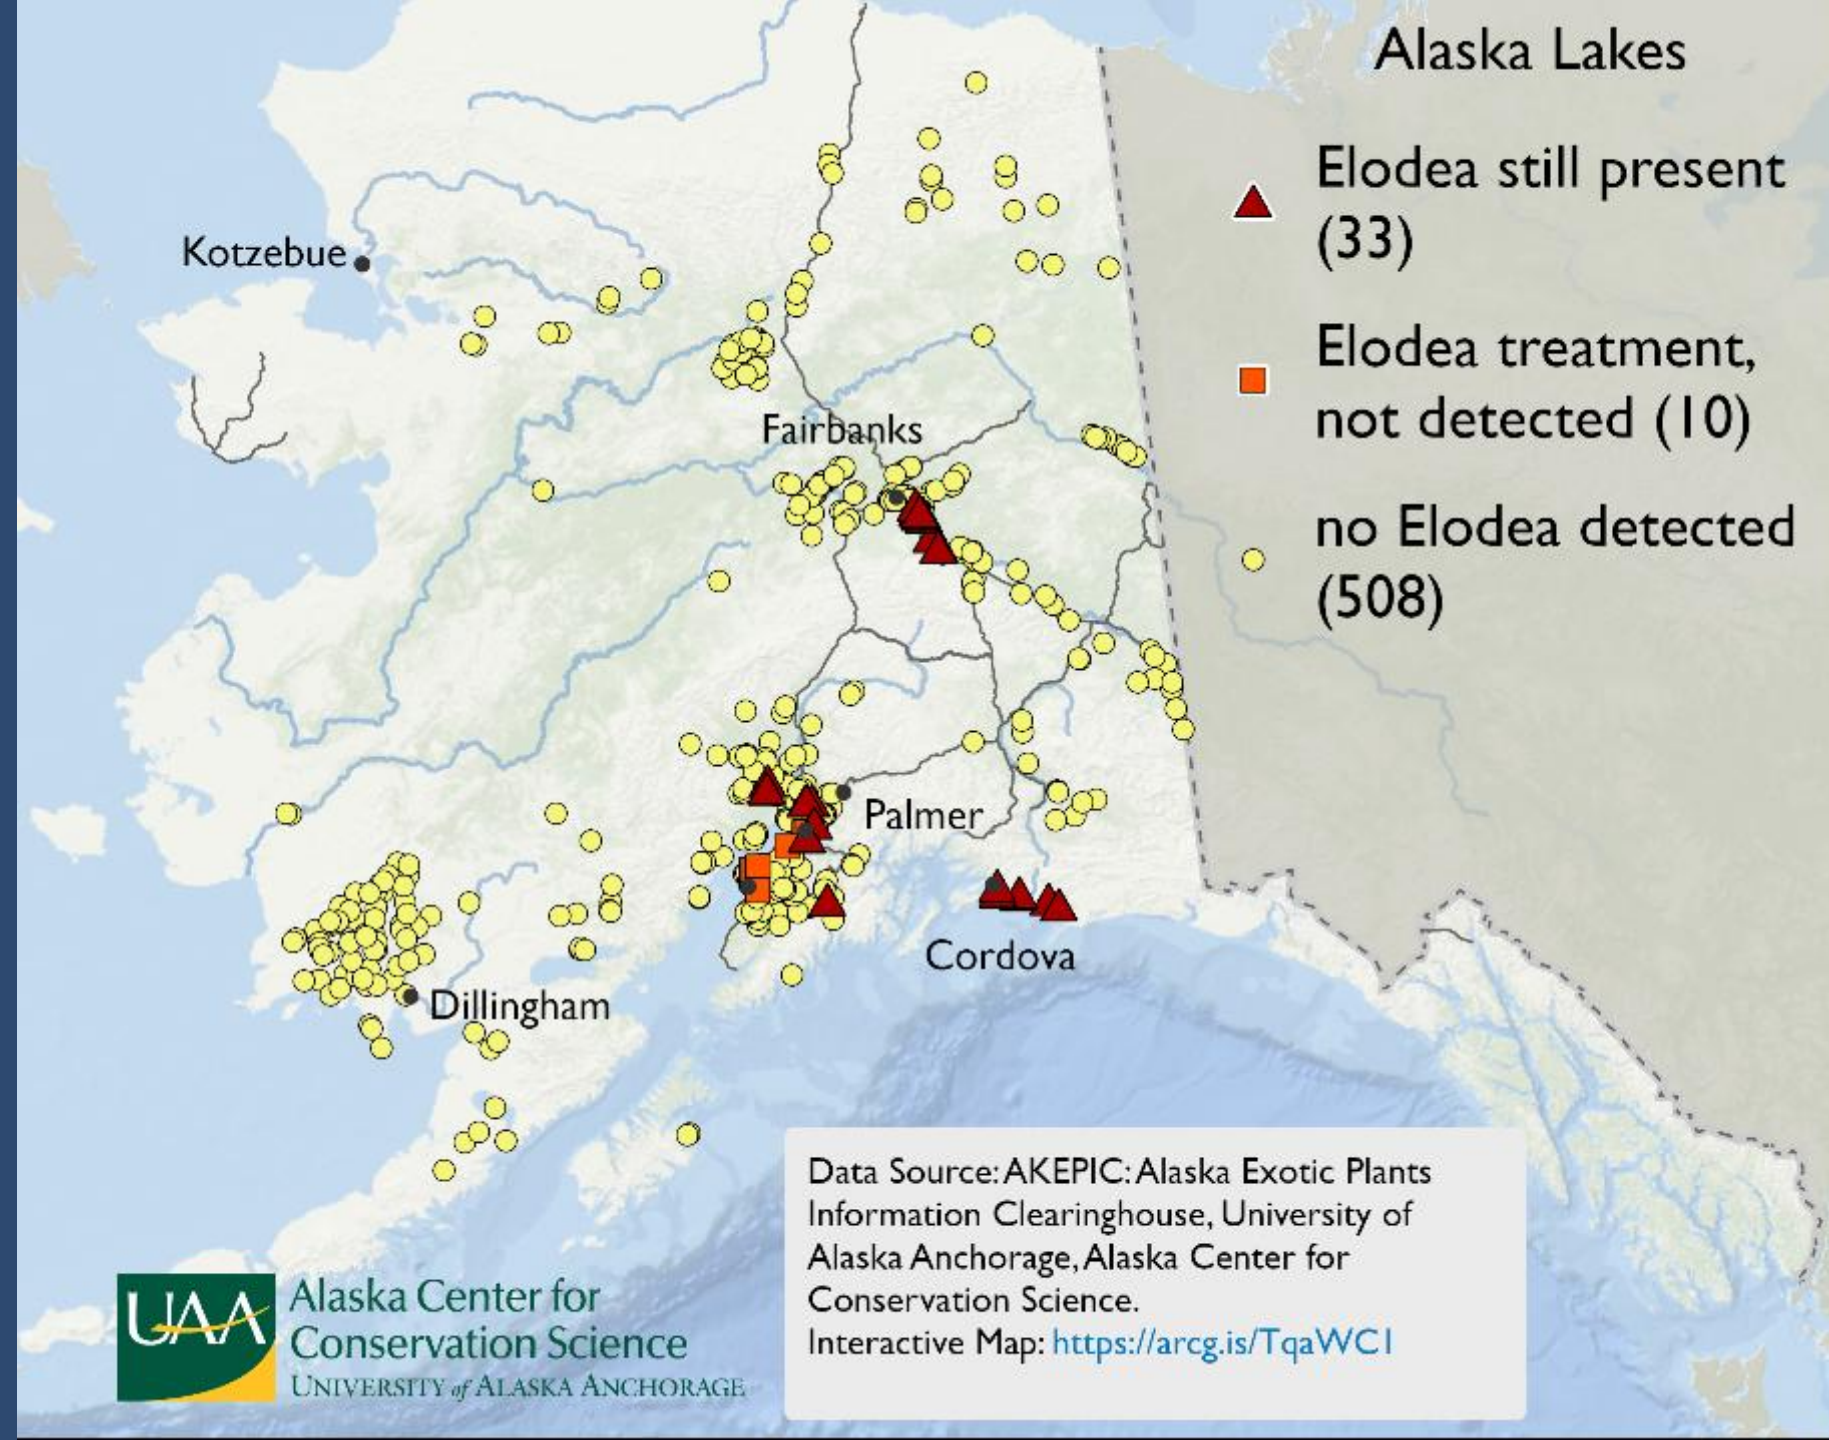 Alaska Lakes
Elodea still present
(33)
Elodea treatment,
not detected (10)
no Elodea detected
(508)
Kotzebue
Fairbanks
Palmer
Cordova
Dillingham
Data Source: AKEPIC: Alaska Exotic Plants
Information Clearinghouse, University of
Alaska Anchorage, Alaska Center for
Conservation Science.
Interactive Map: https://arcg.is/TqaWC1
UAA
Alaska Center for
Conservation Science
UNIVERSITY of ALASKA ANCHORAGE